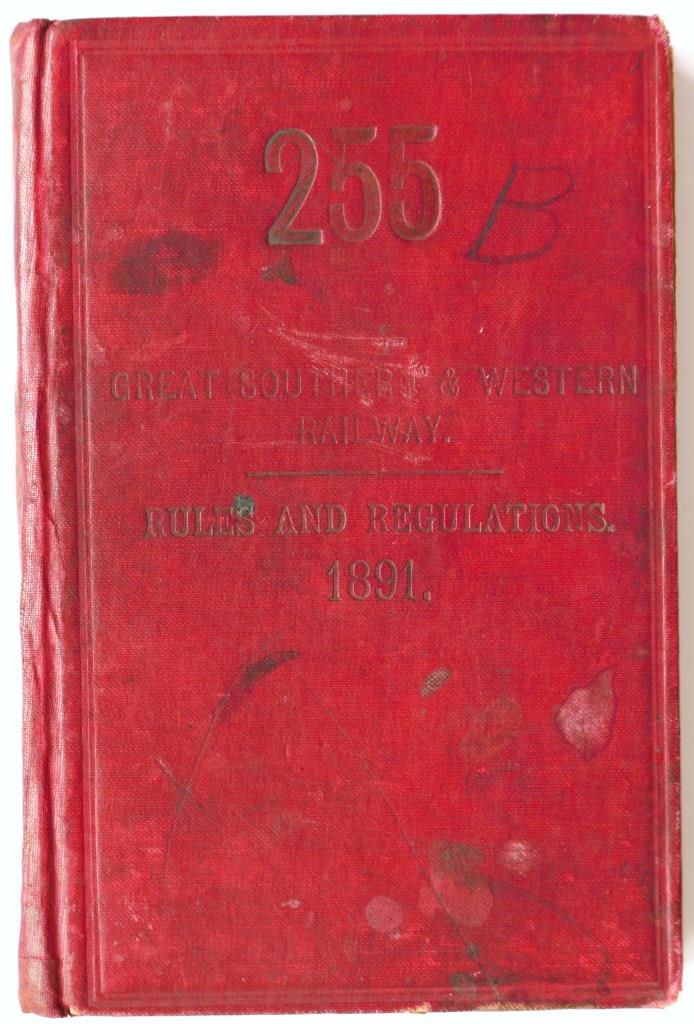 255 B
GREAT SOUTHERN & WESTERN
RAILWAY.
RULES AND REGULATIONS.
1891.